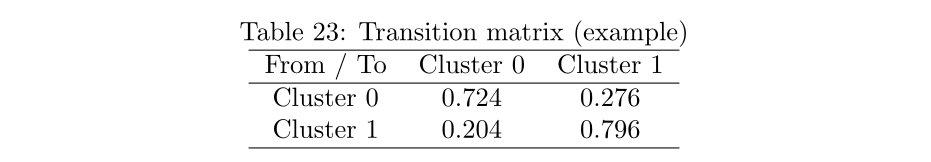 Table 23: Transition matrix (example)
From / To Cluster 0 Cluster 1
Cluster 0 0.724 0.276
Cluster 1 0.204 0.796